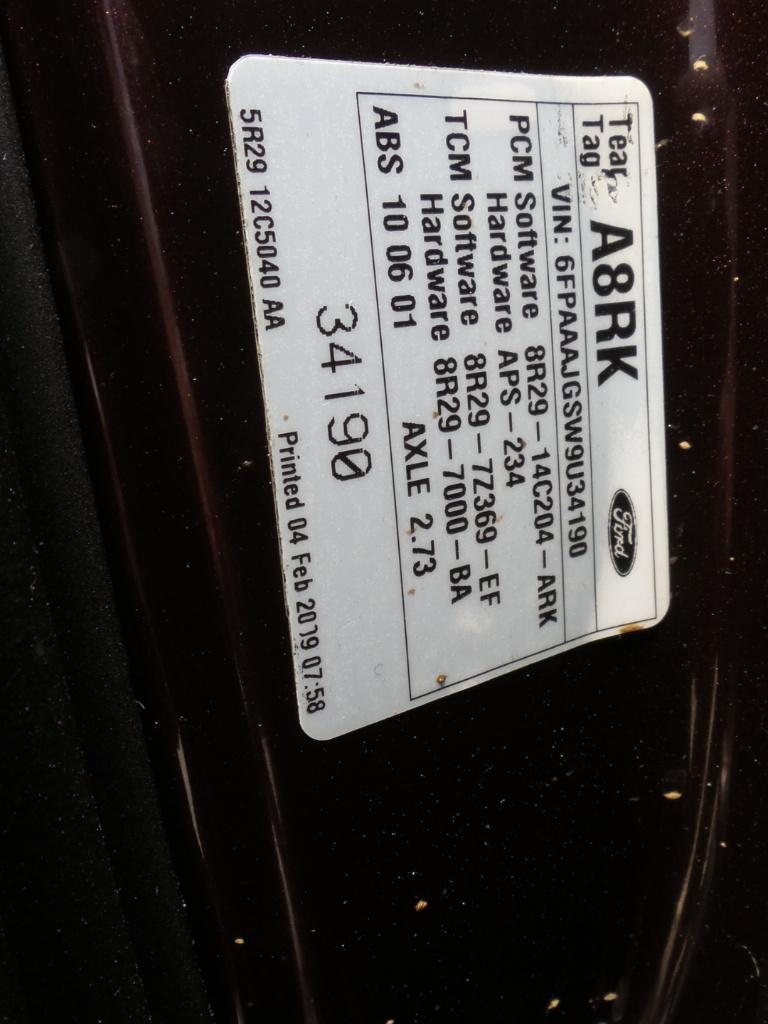 Tear Tag A8RK Ford
VIN: 6FPAAAJGSW9U34190
PCM Software 8R29-14C204-ARK
Hardware APS-234
TCM Software 8R29-7Z369-EF
Hardware 8R29-7000-BA
ABS 10 06 01 AXLE 2.73
34190
5R29 12C5040 AA Printed 04 Feb 2019 07:58